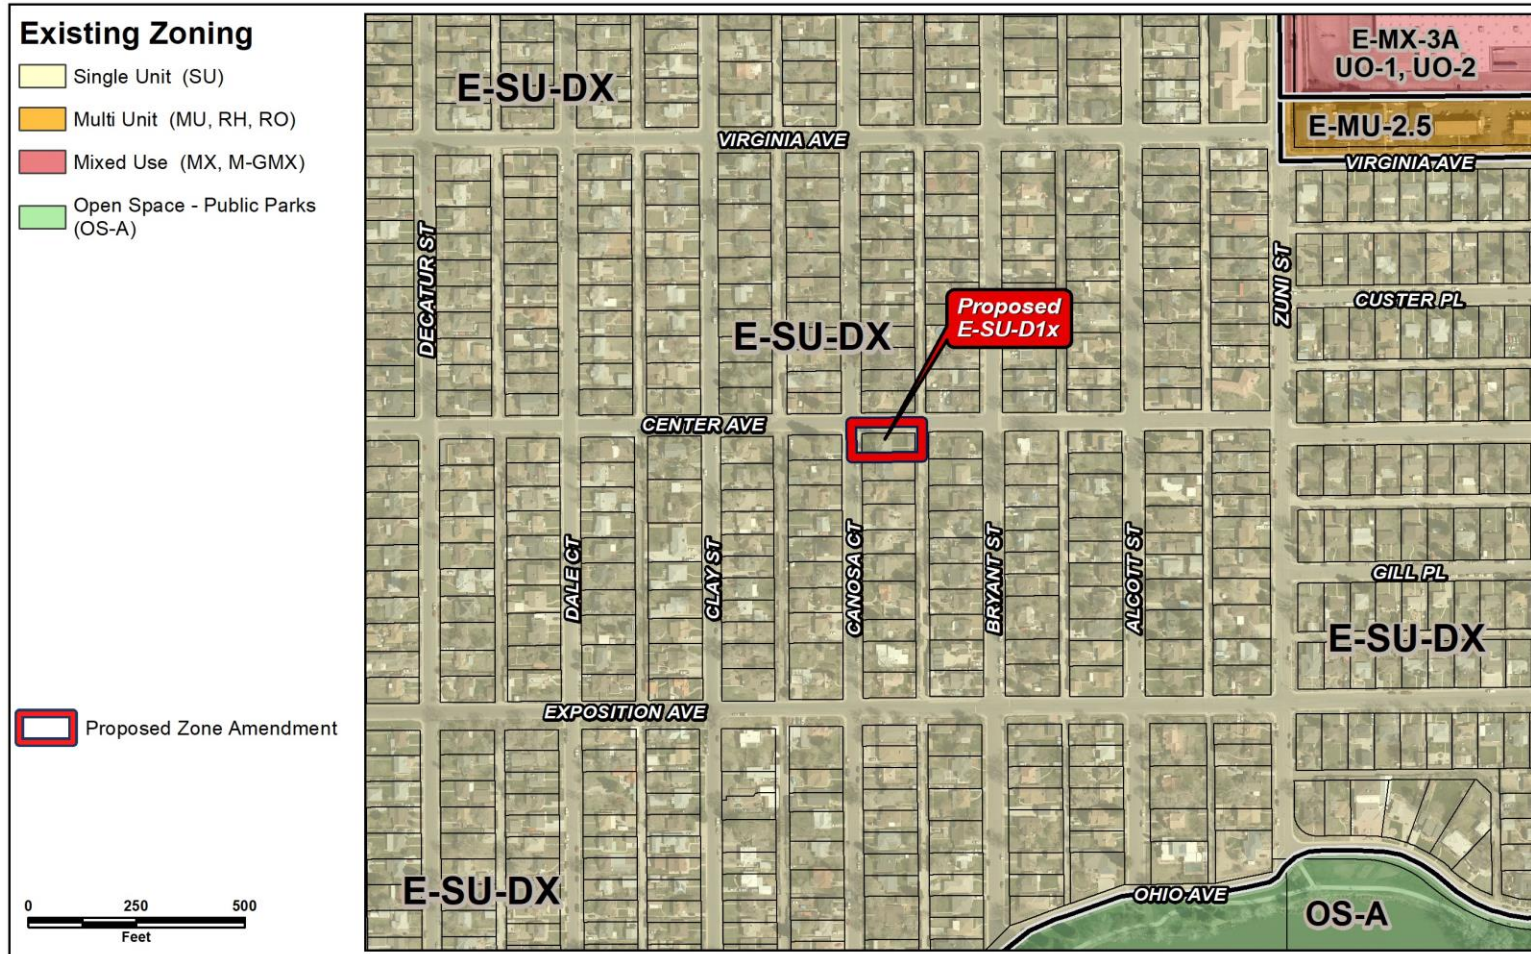 Existing Zoning
Single Unit (SU)
Multi Unit (MU, RH, RO)
Mixed Use (MX, M-GMX)
Open Space - Public Parks
(OS-A)
Proposed Zone Amendment
0 250 500
Feet
E-SU-DX
E-MX-3A
UO-1, UO-2
E-MU-2.5
VIRGINIA AVE
VIRGINIA AVE
DECATUR ST
ZUNI ST
CUSTER PL
Proposed
E-SU-D1x
E-SU-DX
CENTER AVE
DALE CT
CLAY ST
CANOSA CT
BRYANT ST
ALCOTT ST
GILL PL
E-SU-DX
EXPOSITION AVE
E-SU-DX
OHIO AVE
OS-A